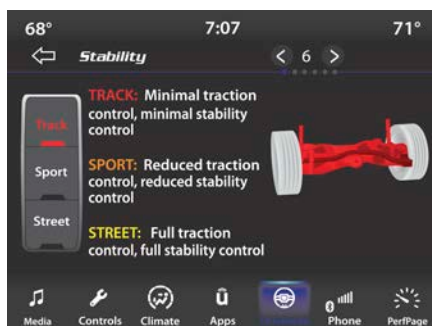 68° 7:07 71°
Stability < 6 >
TRACK: Minimal traction
control, minimal stability
control
Track
SPORT: Reduced traction
control, reduced stability
control
Sport
STREET: Full traction
control, full stability control
Street
Media Controls Climate Apps Phone PerfPage